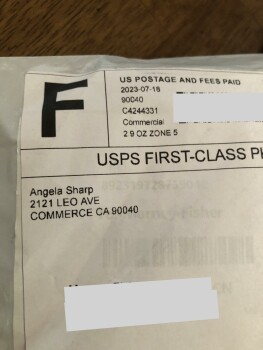 F
US POSTAGE AND FEES PAID
2023-07-18
90040
C4244331
Commercial
2 9 OZ ZONE 5
USPS FIRST-CLASS
Angela Sharp
2121 LEO AVE
COMMERCE CA 90040